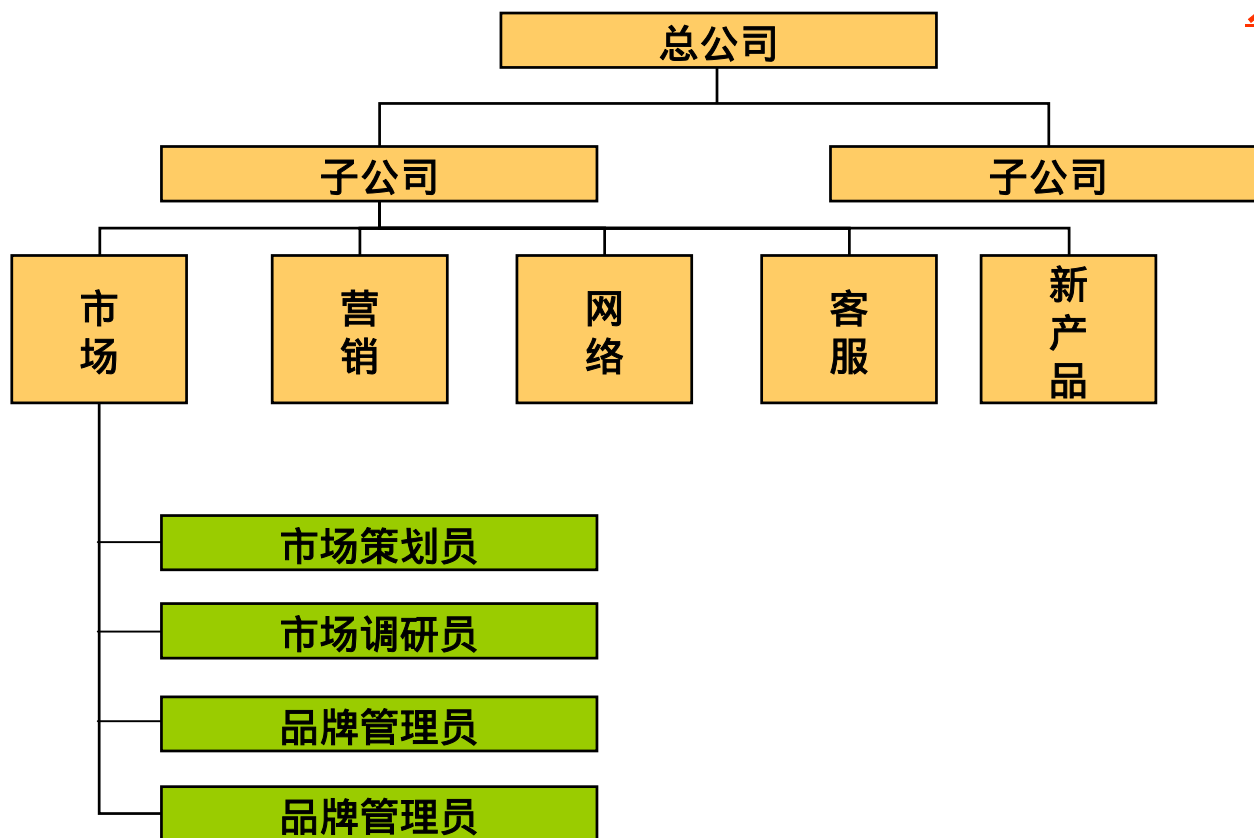 总公司
子公司
子公司
市
场
营
销
网
络
客
服
新
产
品
市场策划员
市场调研员
品牌管理员
品牌管理员